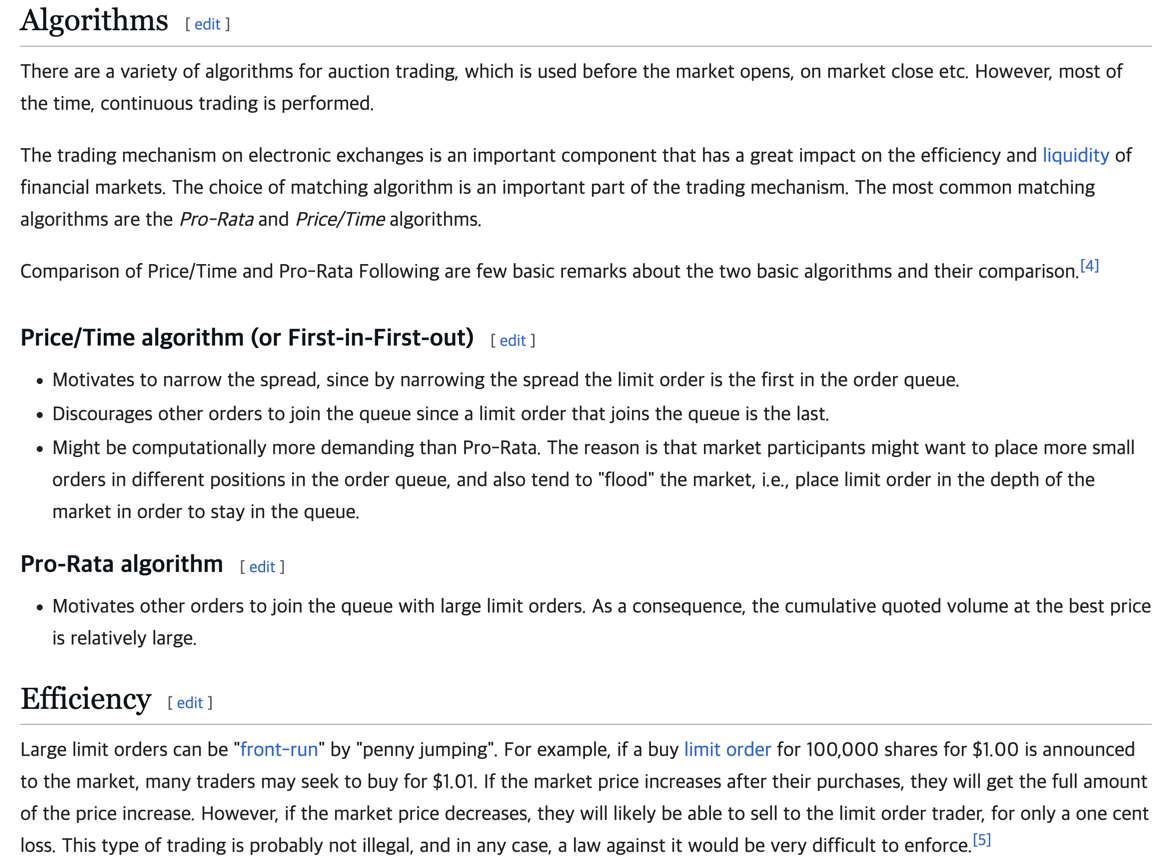 Algorithms [ edit ]
There are a variety of algorithms for auction trading, which is used before the market opens, on market close etc. However, most of
the time, continuous trading is performed.
The trading mechanism on electronic exchanges is an important component that has a great impact on the efficiency and liquidity of
financial markets. The choice of matching algorithm is an important part of the trading mechanism. The most common matching
algorithms are the Pro-Rata and Price/Time algorithms.
Comparison of Price/Time and Pro-Rata Following are few basic remarks about the two basic algorithms and their comparison.[4]
Price/Time algorithm (or First-in-First-out) [ edit ]
• Motivates to narrow the spread, since by narrowing the spread the limit order is the first in the order queue.
• Discourages other orders to join the queue since a limit order that joins the queue is the last.
• Might be computationally more demanding than Pro-Rata. The reason is that market participants might want to place more small
orders in different positions in the order queue, and also tend to "flood" the market, i.e., place limit order in the depth of the
market in order to stay in the queue.
Pro-Rata algorithm [ edit ]
• Motivates other orders to join the queue with large limit orders. As a consequence, the cumulative quoted volume at the best price
is relatively large.
Efficiency [ edit ]
Large limit orders can be "front-run" by "penny jumping". For example, if a buy limit order for 100,000 shares for $1.00 is announced
to the market, many traders may seek to buy for $1.01. If the market price increases after their purchases, they will get the full amount
of the price increase. However, if the market price decreases, they will likely be able to sell to the limit order trader, for only a one cent
loss. This type of trading is probably not illegal, and in any case, a law against it would be very difficult to enforce.[5]